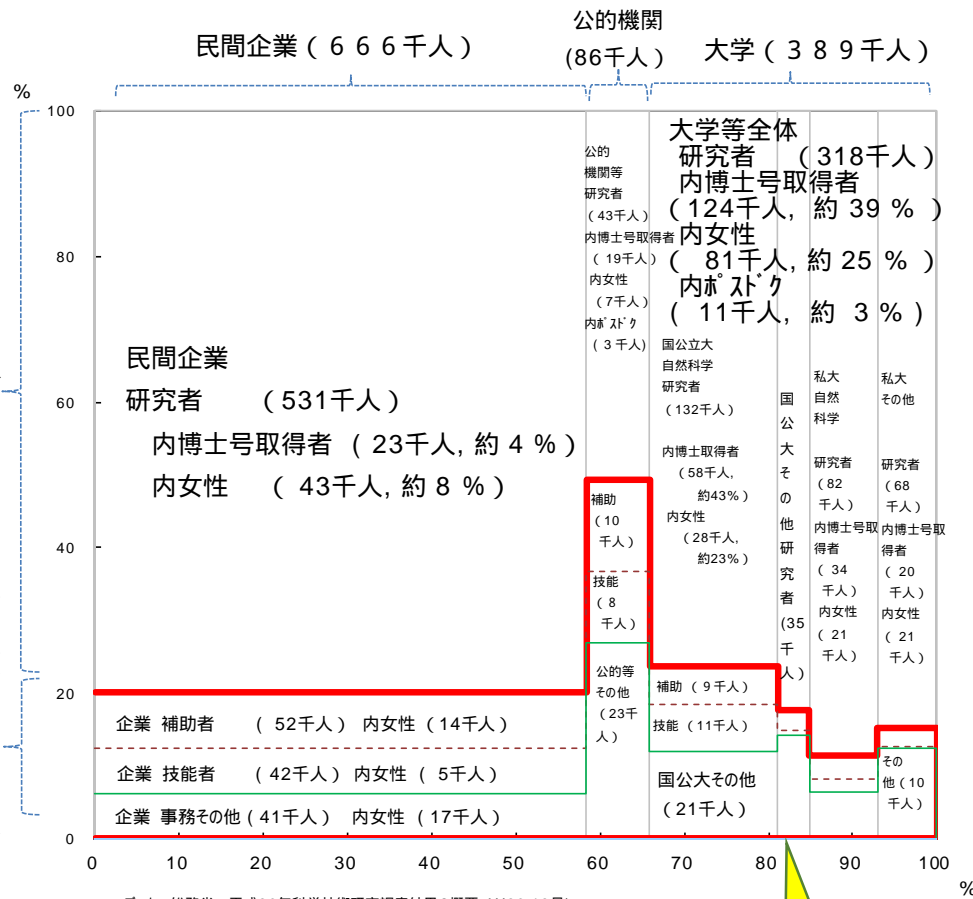 公的機関
民間企業(666千人)
(86千人)
大学(389千人)
%
100
80
60
40
20
0
大学等全体
研究者 (318千人)
内博士号取得者
(124千人, 約 39 %)
内女性
( 81千人, 約 25 %)
内ポスドク
( 11千人, 約 3 %)
公的
機関等
研究者
(43千人)
内博士号取得者
( 19千人)
内女性
(7千人)
内ポスドク
(3千人)
民間企業
研究者 (531千人)
内博士号取得者 (23千人, 約 4 %)
内女性 ( 43千人, 約 8 %)
国公立大
自然科学
研究者
(132千人)
内博士取得者
(58千人,
約43%)
内女性
(28千人,
約23%)
国公大その他研究者(35千人)
私大
自然
科学
研究者
(82
千人)
内博士号取
得者
( 34
千人)
内女性
( 21
千人)
私大
その他
研究者
(68
千人)
内博士号取
得者
( 20
千人)
内女性
( 21
千人)
補助
(10
千人)
技能
(8
千人)
公的等
その他
(23千
人)
補助 (9千人)
技能 (11千人)
国公大その他
(21千人)
その
他(10
千人)
企業 補助者 ( 52千人) 内女性 (14千人)
企業 技能者 (42千人) 内女性 ( 5千人)
企業 事務その他(41千人) 内女性 (17千人)
0 10 20 30 40 50 60 70 80 90 100
%